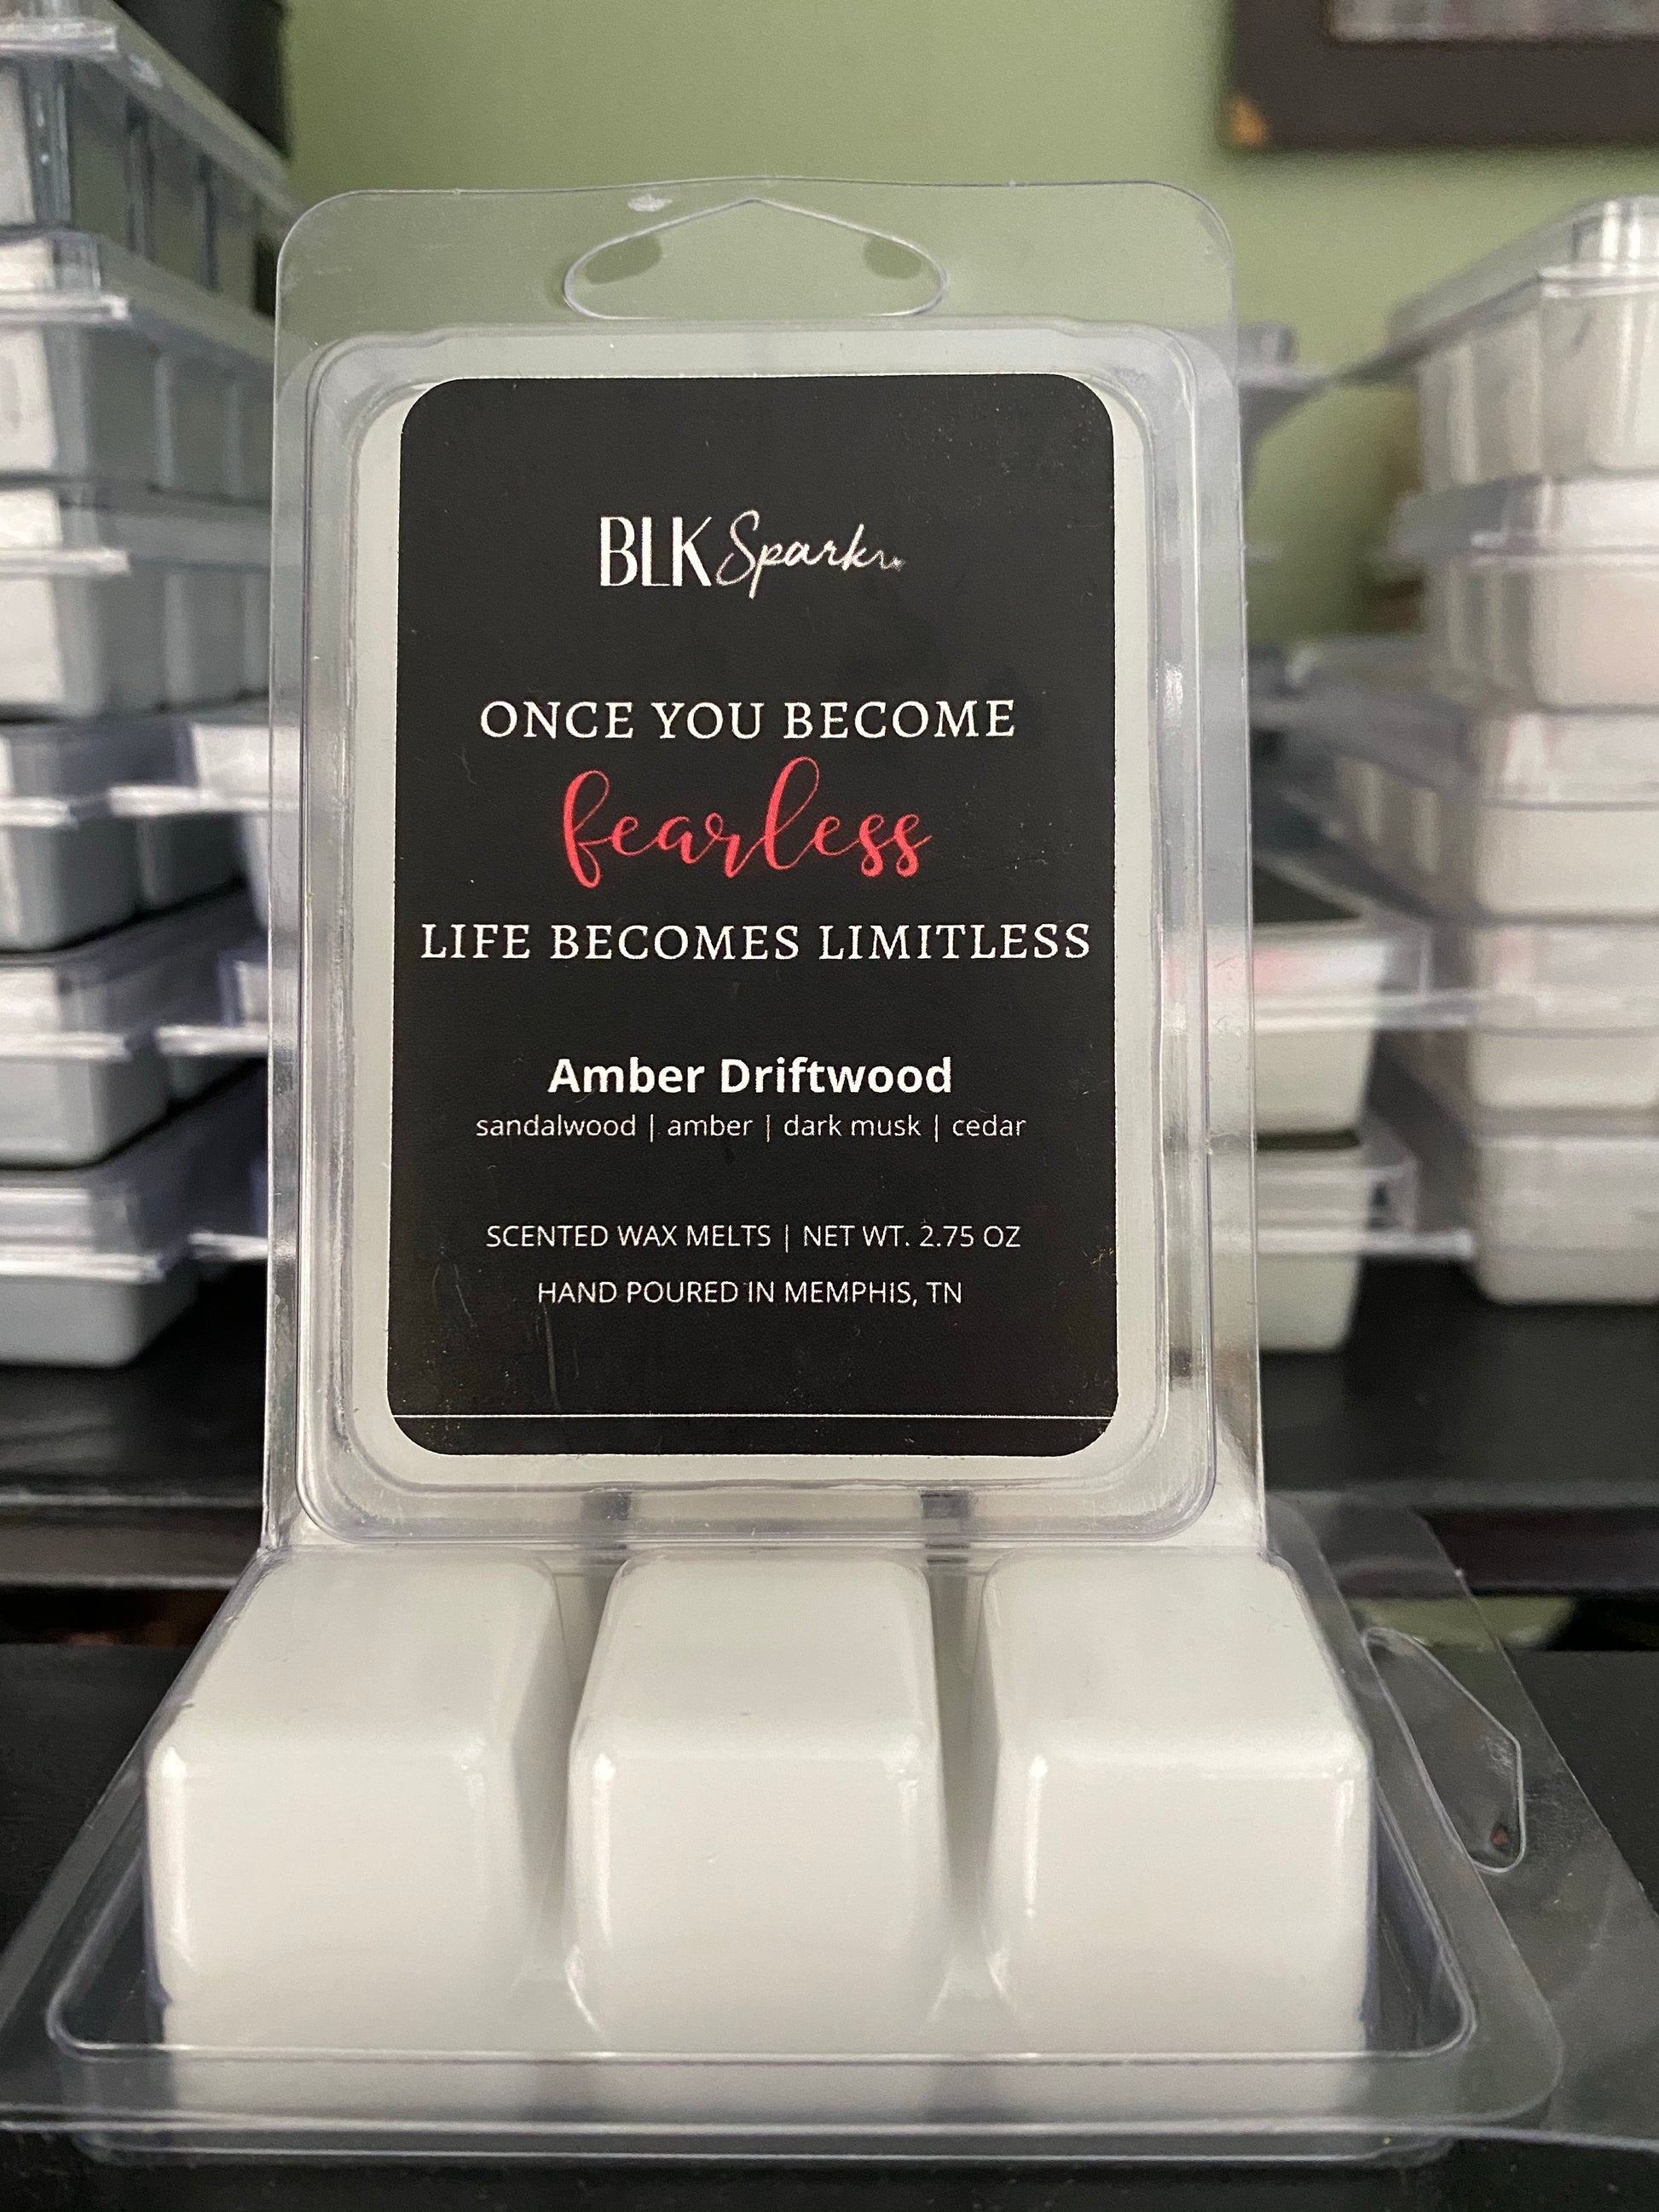 BLK Spark
ONCE YOU BECOME
fearless
LIFE BECOMES LIMITLESS
Amber Driftwood
sandalwood | amber | dark musk | cedar
SCENTED WAX MELTS | NET WT. 2.75 OZ
HAND POURED IN MEMPHIS, TN